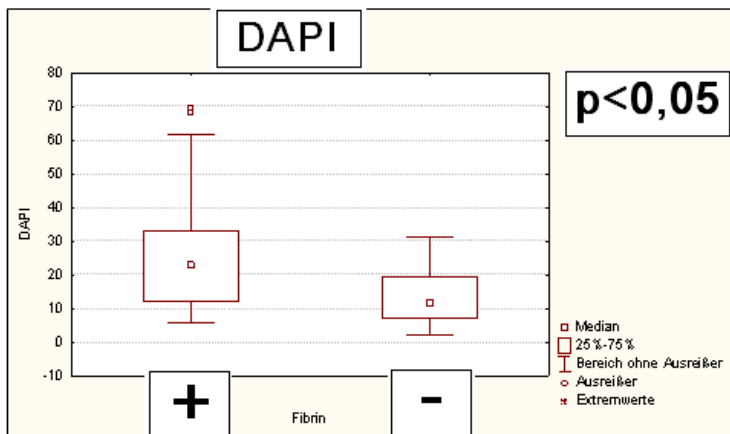 DAPI
p<0,05
80
70
60
50
40
30
20
10
0
-10
DAPI
+
-
Fibrin
Median
25%-75%
Bereich ohne Ausreißer
Ausreißer
Extremwerte